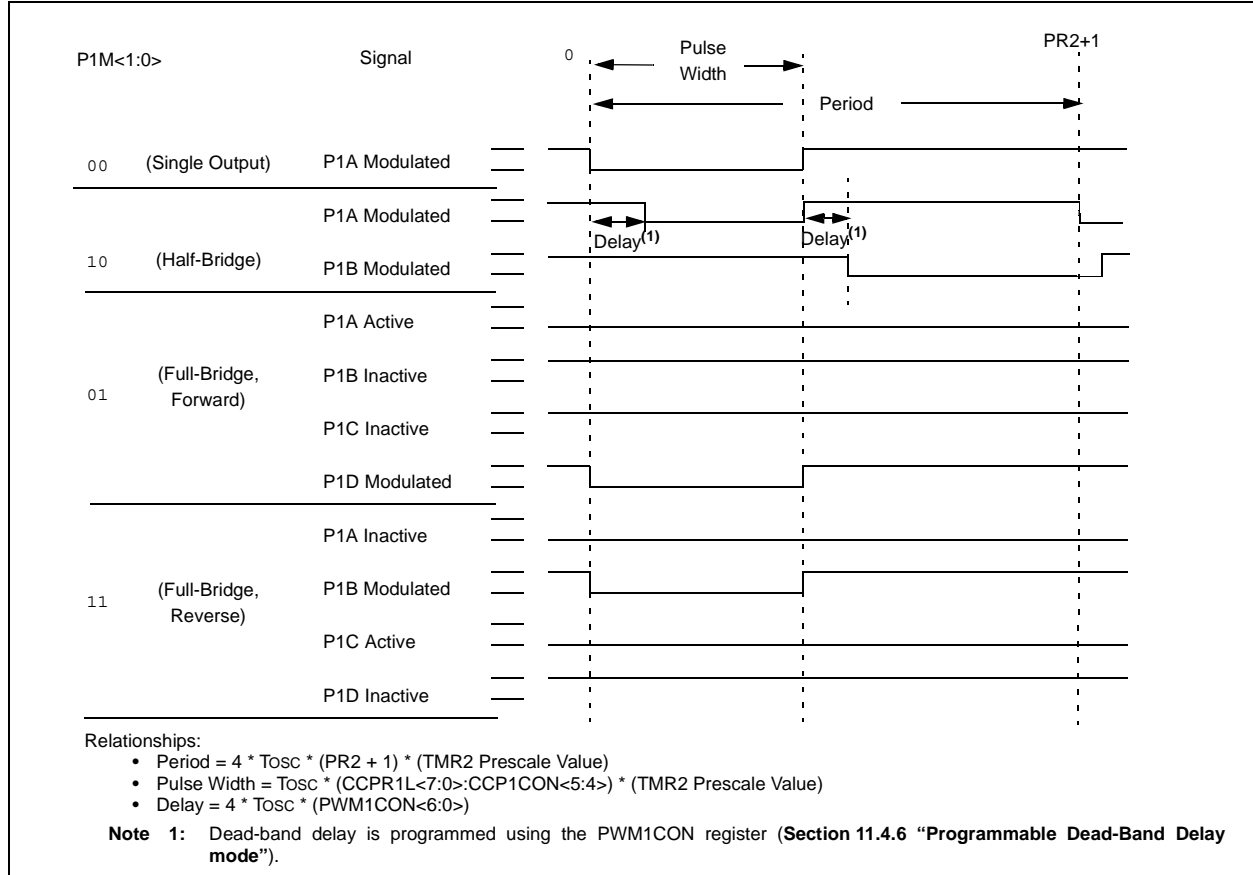 P1M<1:0> Signal 0 Pulse Width PR2+1
Period
00 (Single Output) P1A Modulated
P1A Modulated
Delay(1) Delay(1)
10 (Half-Bridge) P1B Modulated
P1A Active
01 (Full-Bridge, Forward) P1B Inactive
P1C Inactive
P1D Modulated
P1A Inactive
11 (Full-Bridge, Reverse) P1B Modulated
P1C Active
P1D Inactive
Relationships:
• Period = 4 * TOSC * (PR2 + 1) * (TMR2 Prescale Value)
• Pulse Width = TOSC * (CCPR1L<7:0>:CCP1CON<5:4>) * (TMR2 Prescale Value)
• Delay = 4 * TOSC * (PWM1CON<6:0>)
Note 1: Dead-band delay is programmed using the PWM1CON register (Section 11.4.6 “Programmable Dead-Band Delay
mode”).